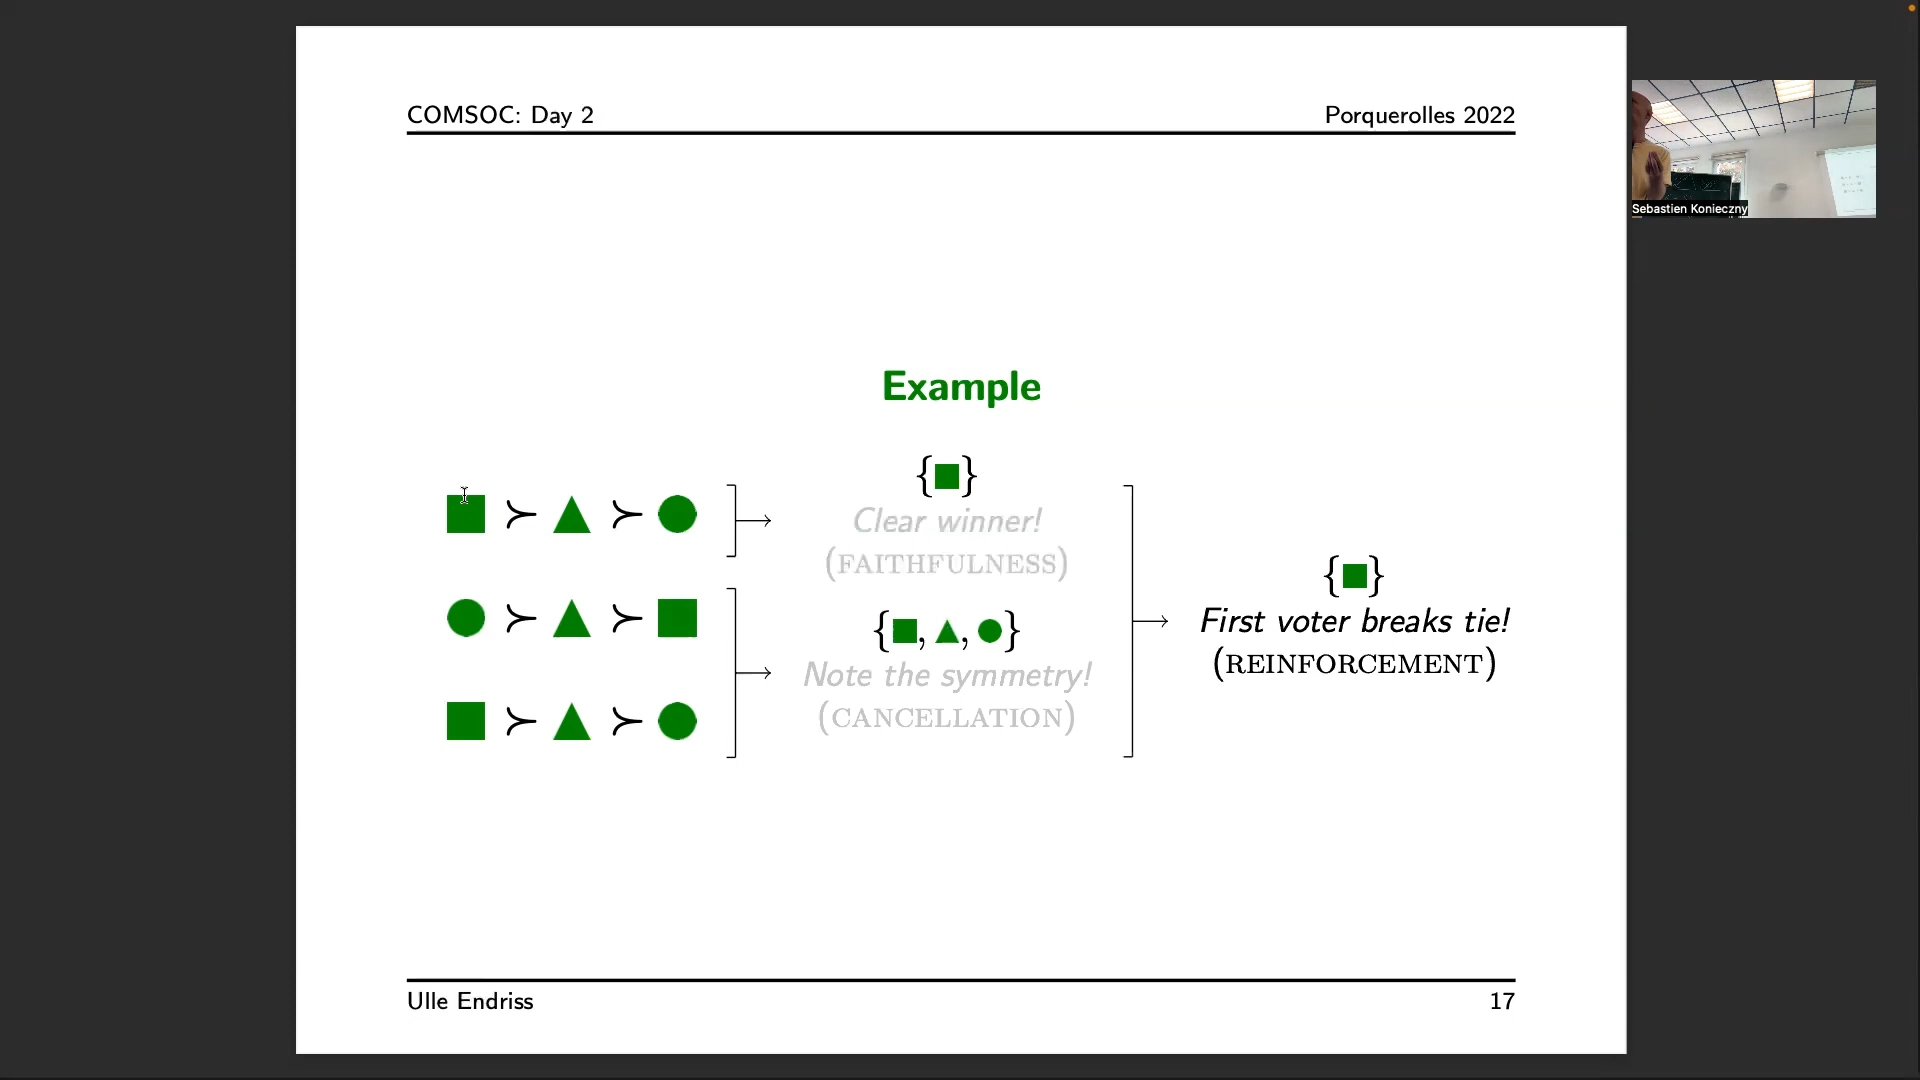 COMSOC: Day 2
Porquerolles 2022
Sebastien Konieczny
Example
{■}
■ ≻ ▲ ≻ ●
Clear winner!
(FAITHFULNESS)
{■}
● ≻ ▲ ≻ ■
{■, ▲, ●}
First voter breaks tie!
(REINFORCEMENT)
Note the symmetry!
■ ≻ ▲ ≻ ●
(CANCELLATION)
Ulle Endriss
17